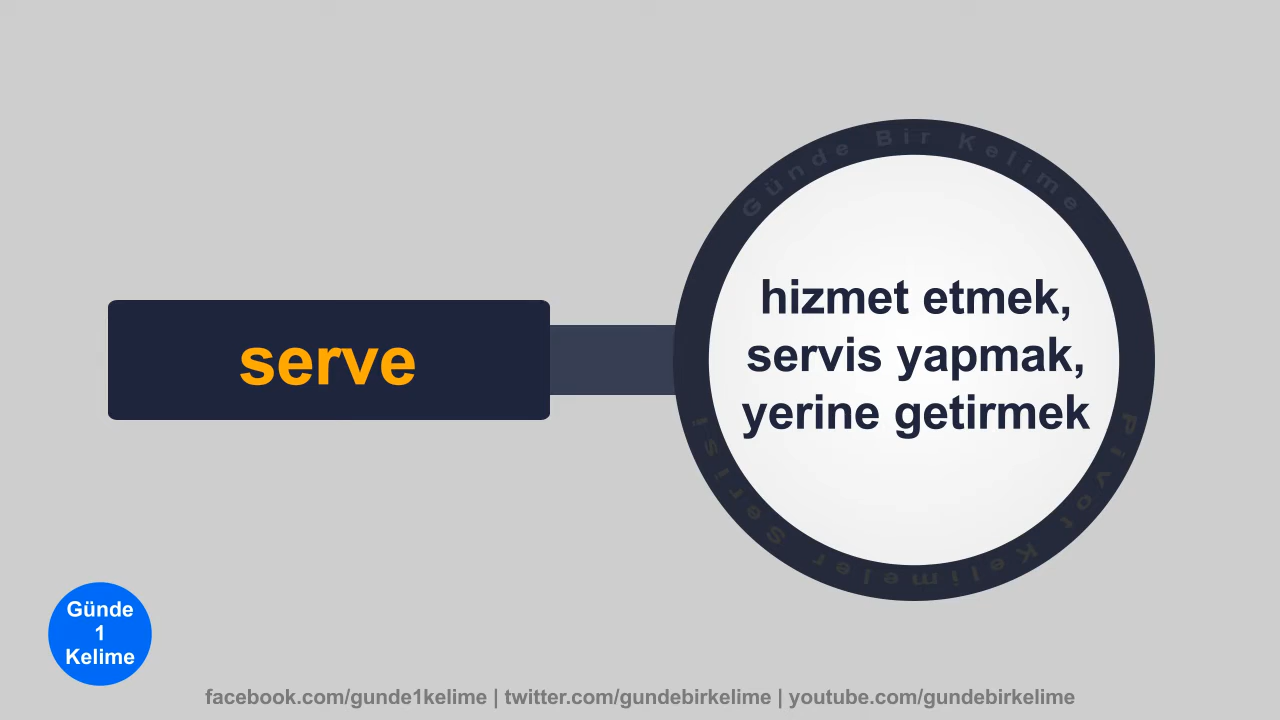 Günde Bir Kelime
serve
hizmet etmek,
servis yapmak,
yerine getirmek
Pivot Kelimeler Serisi
Günde
1
Kelime
facebook.com/gunde1kelime | twitter.com/gundebirkelime | youtube.com/gundebirkelime